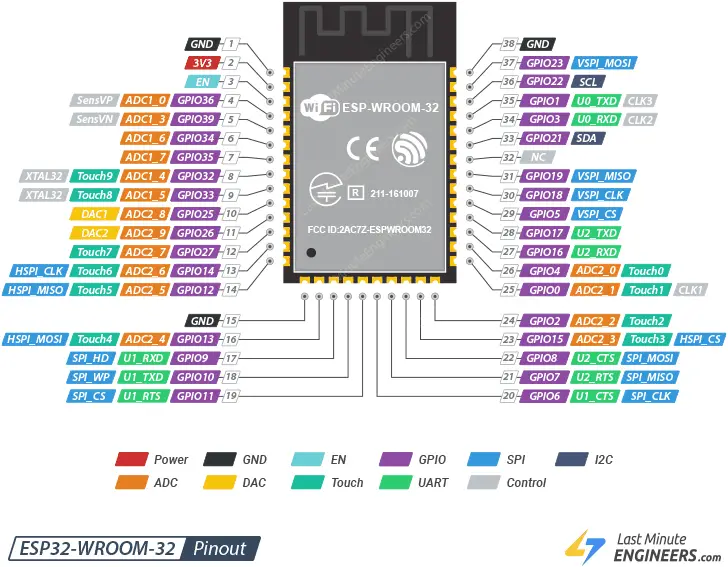 GND 1
3V3 2
EN 3
SensVP ADC1_0 GPIO36 4
SensVN ADC1_3 GPIO39 5
ADC1_6 GPIO34 6
ADC1_7 GPIO35 7
XTAL32 Touch9 ADC1_4 GPIO32 8
XTAL32 Touch8 ADC1_5 GPIO33 9
DAC1 ADC2_8 GPIO25 10
DAC2 ADC2_9 GPIO26 11
Touch7 ADC2_7 GPIO27 12
HSPI_CLK Touch6 ADC2_6 GPIO14 13
HSPI_MISO Touch5 ADC2_5 GPIO12 14
WiFi ESP-WROOM-32
CE
R 211-161007
FCC ID:2AC7Z-ESPWROOM32
38 GND
37 GPIO23 VSPI_MOSI
36 GPIO22 SCL
35 GPIO1 U0_TXD CLK3
34 GPIO3 U0_RXD CLK2
33 GPIO21 SDA
32 NC
31 GPIO19 VSPI_MISO
30 GPIO18 VSPI_CLK
29 GPIO5 VSPI_CS
28 GPIO17 U2_TXD
27 GPIO16 U2_RXD
26 GPIO4 ADC2_0 Touch0
25 GPIO0 ADC2_1 Touch1 CLK1
GND 15
HSPI_MOSI Touch4 ADC2_4 GPIO13 16
SPI_HD U1_RXD GPIO9 17
SPI_WP U1_TXD GPIO10 18
SPI_CS U1_RTS GPIO11 19
24 GPIO2 ADC2_2 Touch2
23 GPIO15 ADC2_3 Touch3 HSPI_CS
22 GPIO8 U2_CTS SPI_MOSI
21 GPIO7 U2_RTS SPI_MISO
20 GPIO6 U1_CTS SPI_CLK
Power GND EN GPIO SPI I2C
ADC DAC Touch UART Control
ESP32-WROOM-32 Pinout
Last Minute
ENGINEERS.com